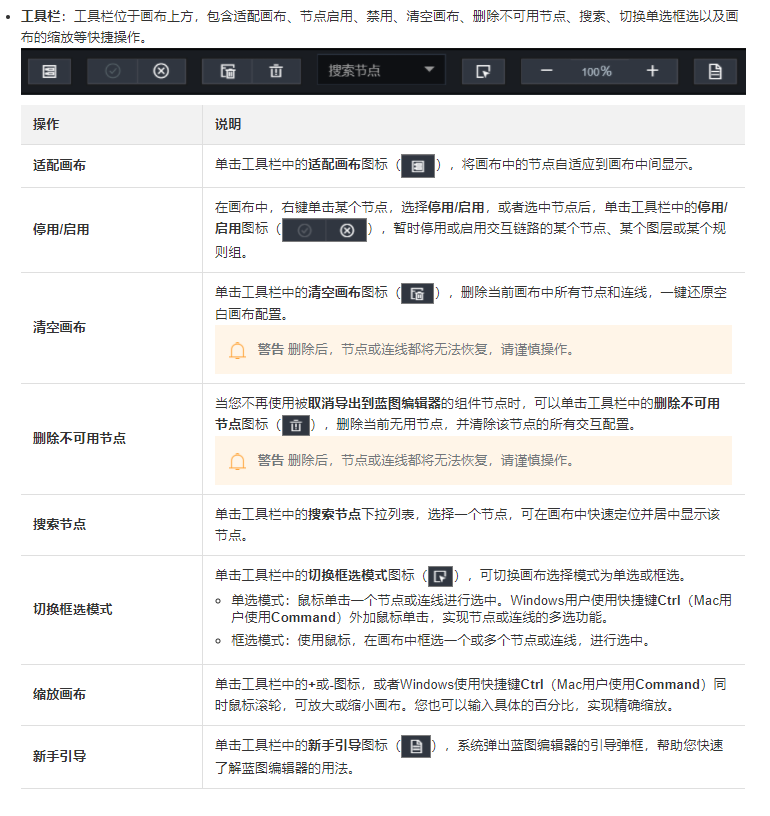 • 工具栏：工具栏位于画布上方，包含适配画布、节点启用、禁用、清空画布、删除不可用节点、搜索、切换单选框选以及画
布的缩放等快捷操作。
搜索节点 100%
操作 说明
适配画布 单击工具栏中的适配画布图标（ ），将画布中的节点自适应到画布中间显示。
在画布中，右键单击某个节点，选择停用/启用，或者选中节点后，单击工具栏中的停用/
停用/启用 启用图标（ ），暂时停用或启用交互链路的某个节点、某个图层或某个规
则组。
单击工具栏中的清空画布图标（ ），删除当前画布中所有节点和连线，一键还原空
白画布配置。
清空画布
警告 删除后，节点或连线都将无法恢复，请谨慎操作。
当您不再使用被取消导出到蓝图编辑器的组件节点时，可以单击工具栏中的删除不可用
节点图标（ ），删除当前无用节点，并清除该节点的所有交互配置。
删除不可用节点
警告 删除后，节点或连线都将无法恢复，请谨慎操作。
单击工具栏中的搜索节点下拉列表，选择一个节点，可在画布中快速定位并居中显示该
搜索节点
节点。
单击工具栏中的切换框选模式图标（ ），可切换画布选择模式为单选或框选。
切换框选模式
单选模式：鼠标单击一个节点或连线进行选中。Windows用户使用快捷键Ctrl（Mac用
户使用Command）外加鼠标单击，实现节点或连线的多选功能。
框选模式：使用鼠标，在画布中框选一个或多个节点或连线，进行选中。
单击工具栏中的+或-图标，或者Windows使用快捷键Ctrl（Mac用户使用Command）同
缩放画布
时鼠标滚轮，可放大或缩小画布。您也可以输入具体的百分比，实现精确缩放。
单击工具栏中的新手引导图标（ ），系统弹出蓝图编辑器的引导弹框，帮助您快速
新手引导
了解蓝图编辑器的用法。